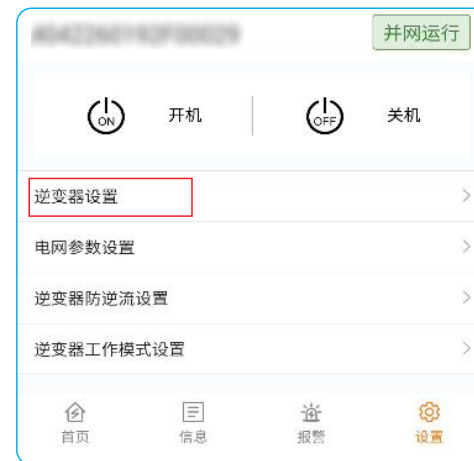 并网运行
ON 开机 OFF 关机
逆变器设置
电网参数设置
逆变器防逆流设置
逆变器工作模式设置
首页 信息 报警 设置